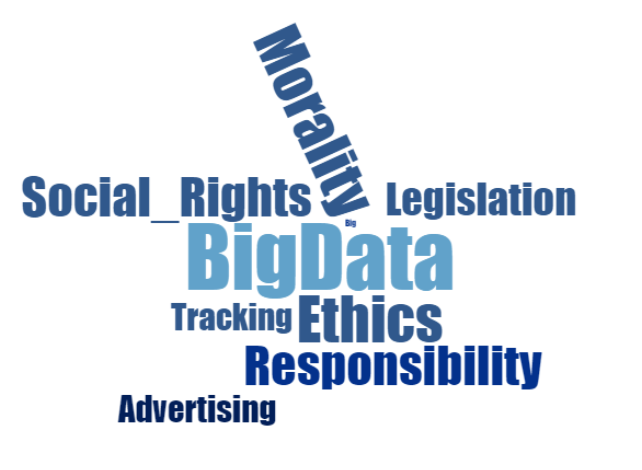 Morality
Social_Rights
Legislation
Big
BigData
Tracking
Ethics
Responsibility
Advertising